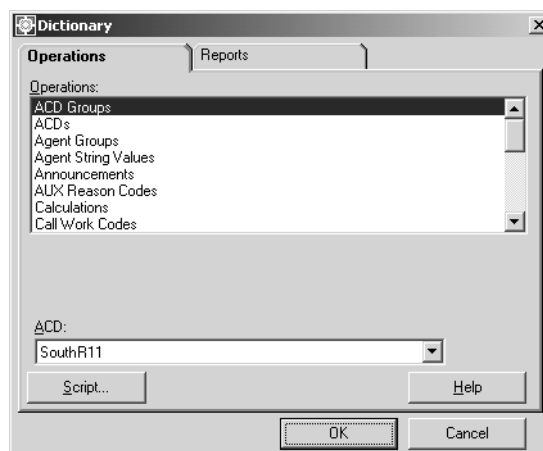 Dictionary
Operations
Reports
Operations:
ACD Groups
ACDs
Agent Groups
Agent String Values
Announcements
AUX Reason Codes
Calculations
Call Work Codes
ACD:
SouthR11
Script...
Help
OK
Cancel